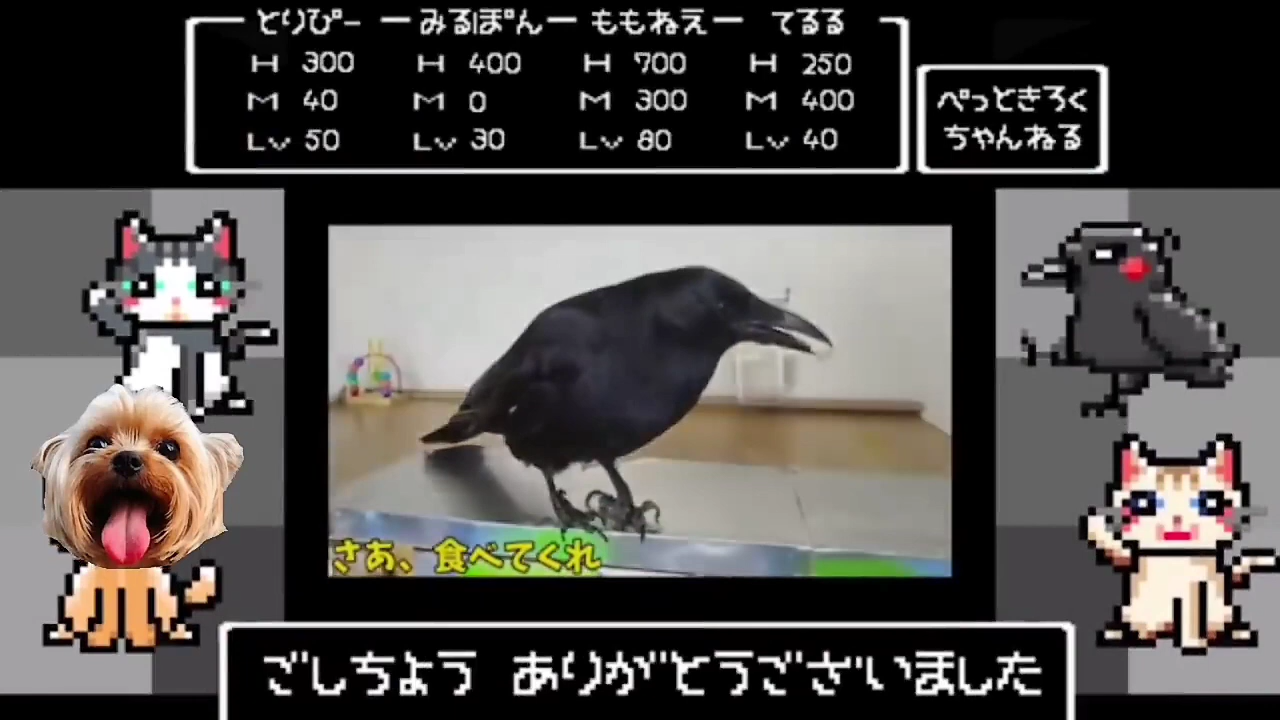 とりぴー ーみるぽんー ももねえー てるる
H 300 H 400 H 700 H 250
M 40 M 0 M 300 M 400
Lv 50 Lv 30 Lv 80 Lv 40
ぺっときろく
ちゃんねる
さあ、食べてくれ
ごしちょう ありがとうございました